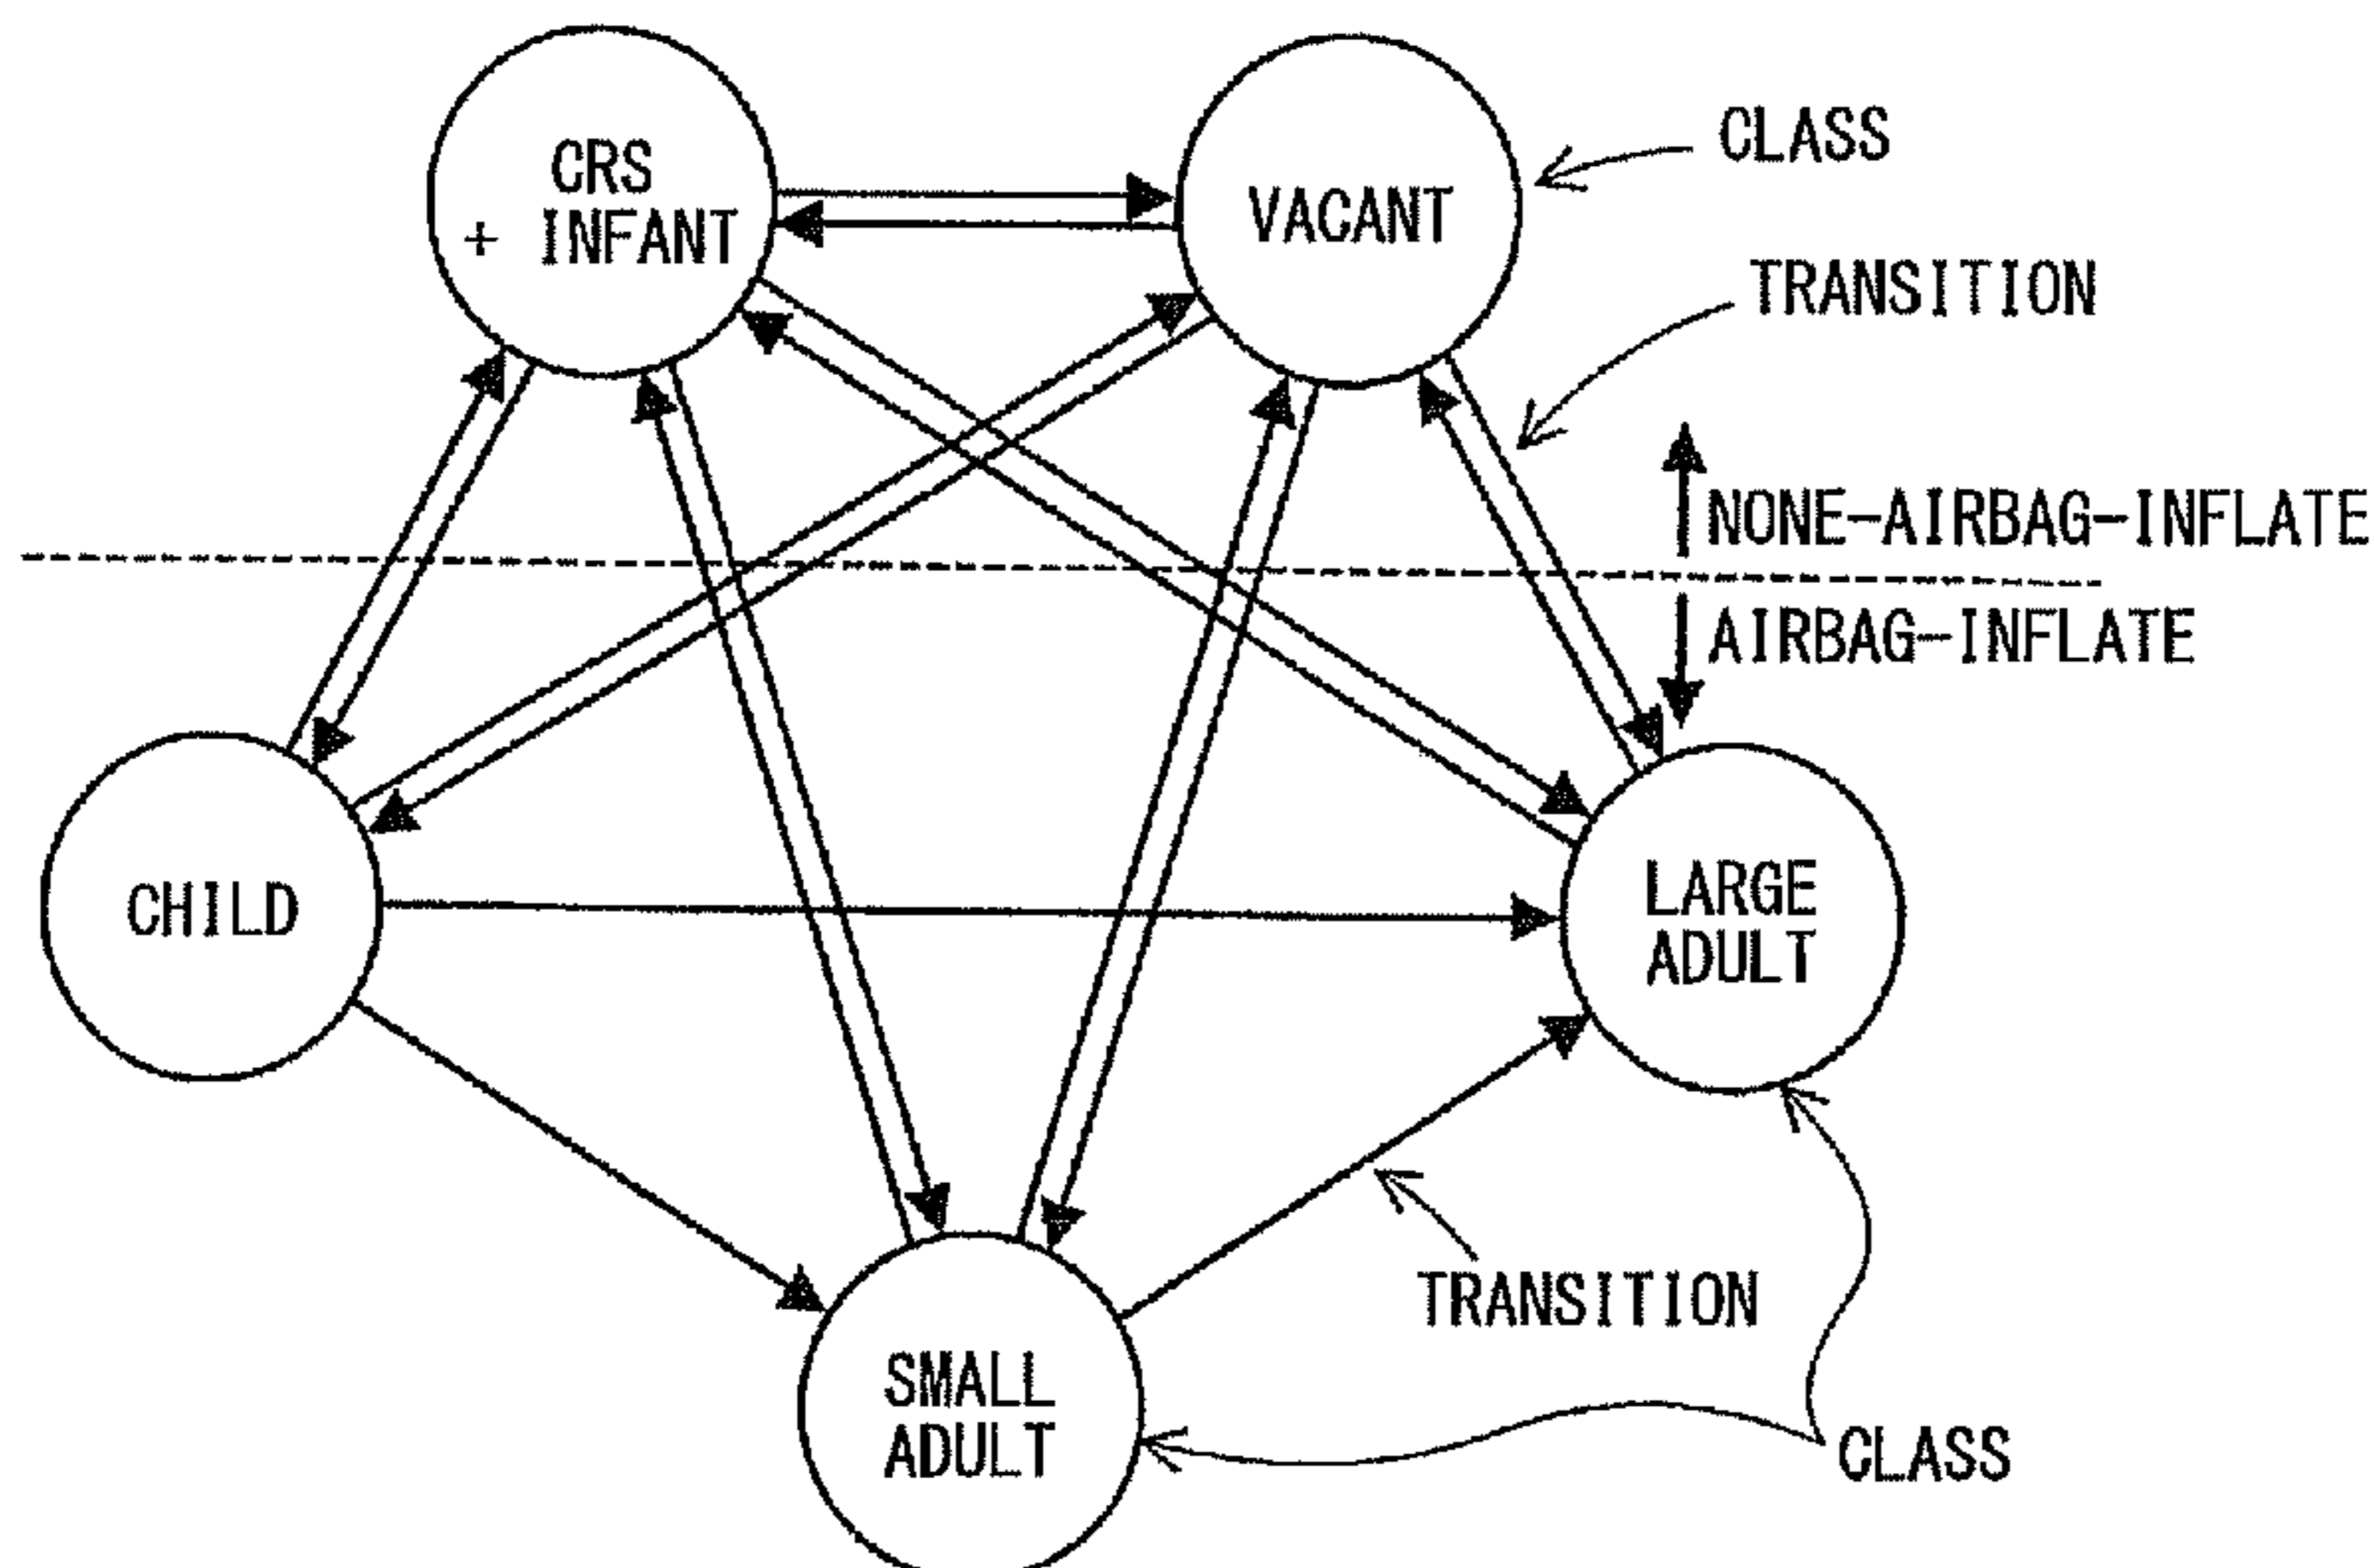 CRS
+ INFANT
VACANT
CLASS
TRANSITION
NONE-AIRBAG-INFLATE
AIRBAG-INFLATE
CHILD
LARGE
ADULT
TRANSITION
SMALL
ADULT
CLASS